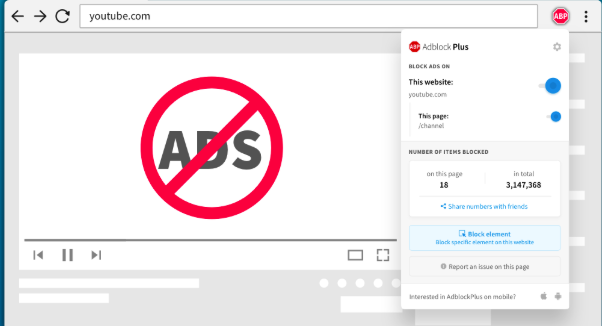 youtube.com
ABP
ABP Adblock Plus
BLOCK ADS ON
This website:
youtube.com
This page:
/channel
NUMBER OF ITEMS BLOCKED
on this page
in total
18
3,147,368
Share numbers with friends
Block element
Block specific element on this website
Report an issue on this page
Interested in Adblock Plus on mobile?
ADS